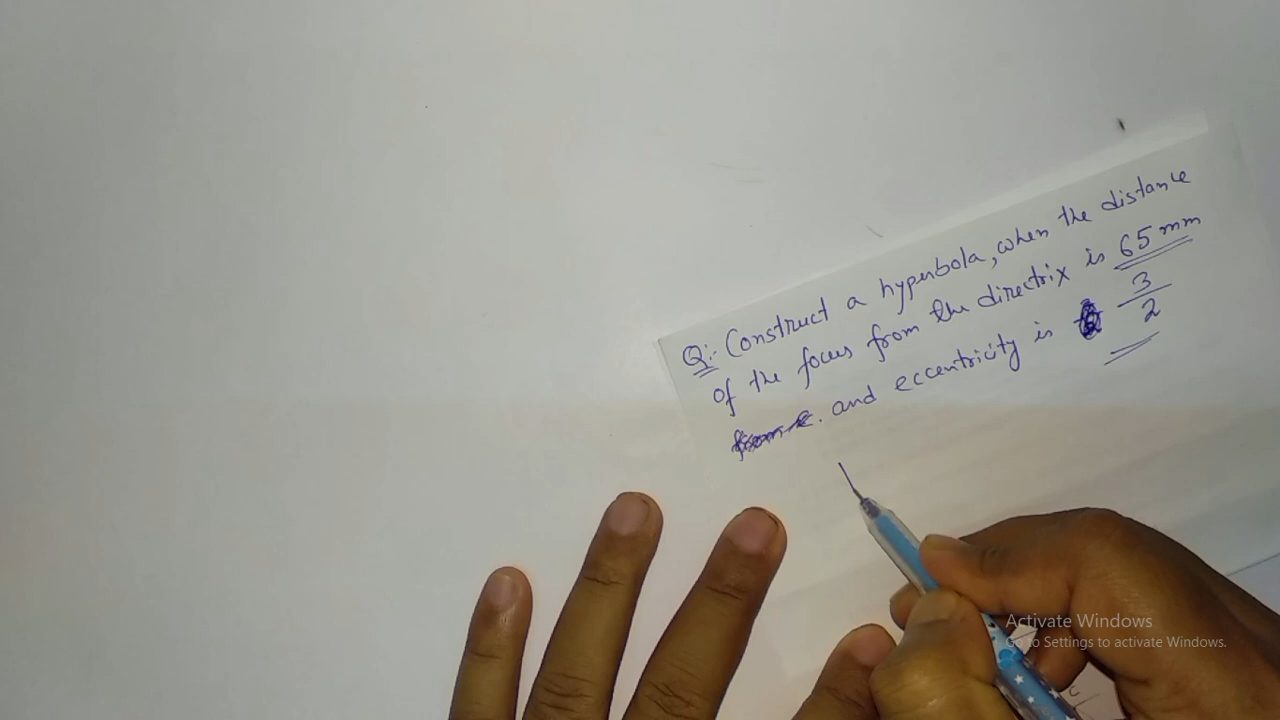 Q:- Construct a hyperbola, when the distance
of the focus from the directrix is 65 mm
and eccentricity is 3/2
Activate Windows
Go to Settings to activate Windows.